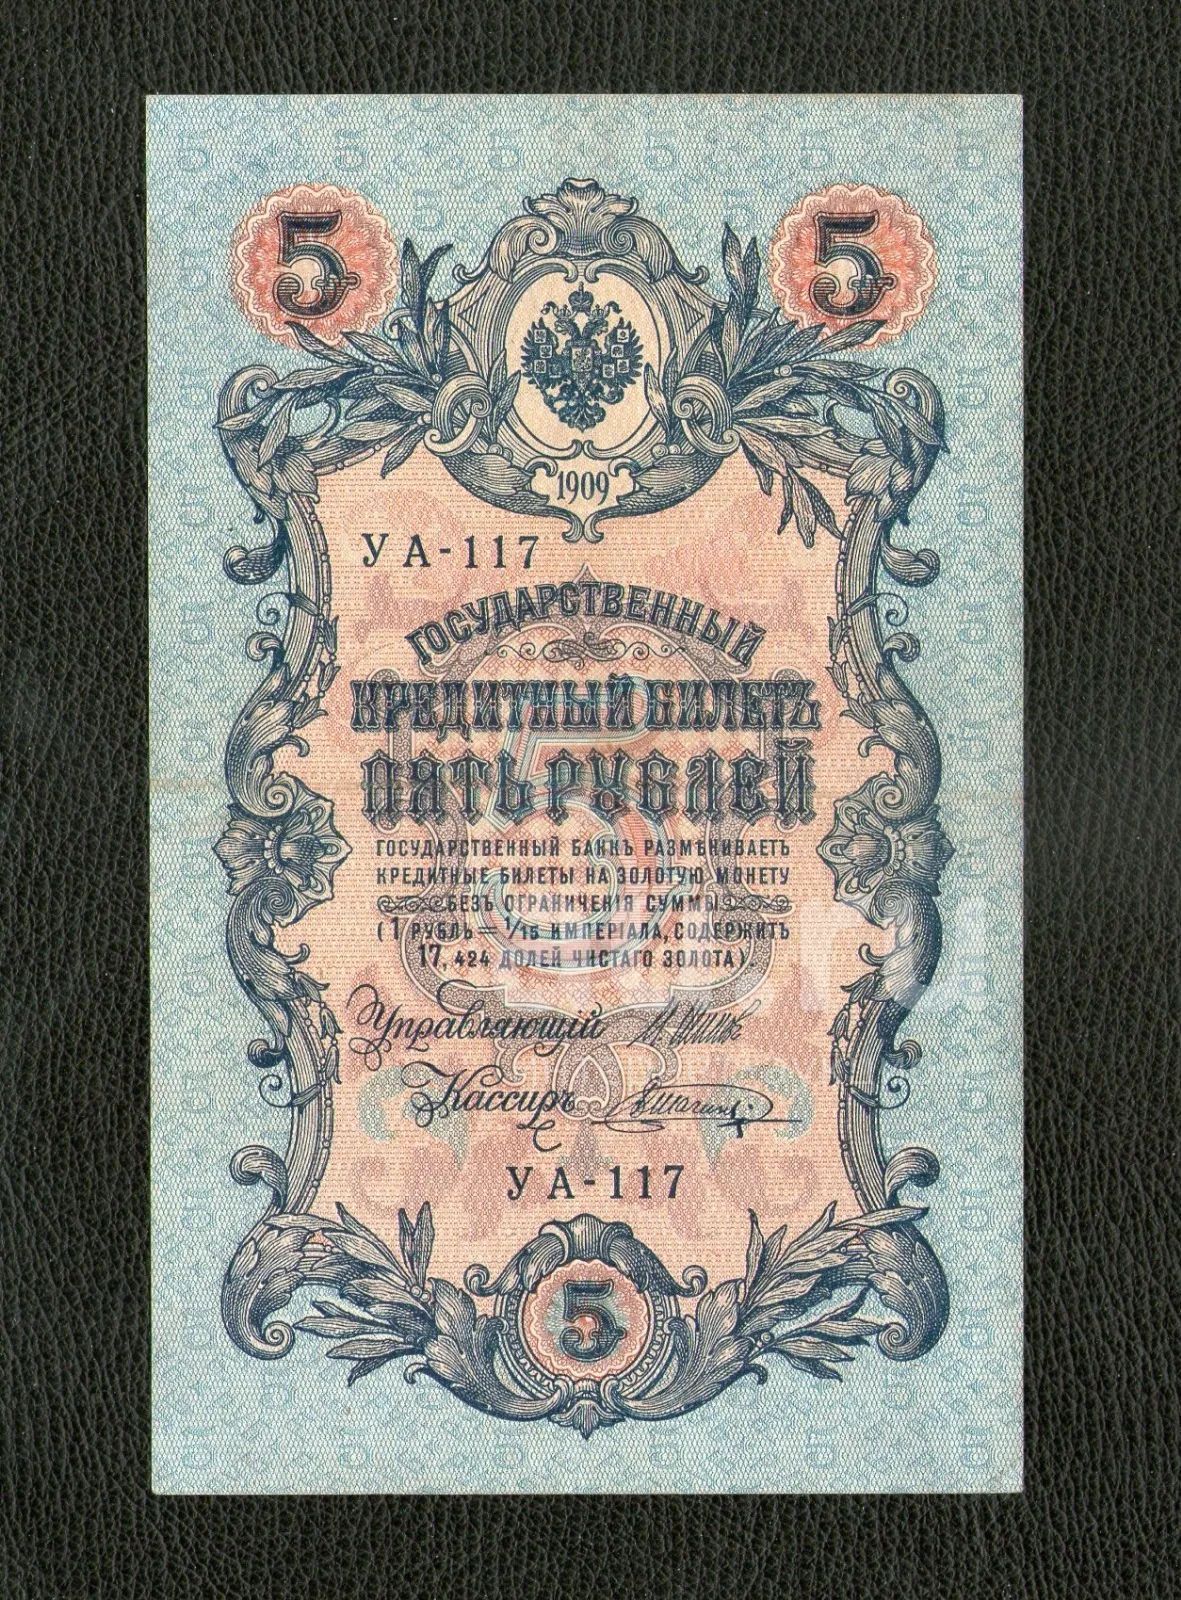 5 5
1909
УА-117
ГОСУДАРСТВЕННЫЙ
КРЕДИТНЫЙ БИЛЕТЪ
ПЯТЬ РУБЛЕЙ
5
ГОСУДАРСТВЕННЫЙ БАНКЪ РАЗМѢНИВАЕТЪ
КРЕДИТНЫЕ БИЛЕТЫ НА ЗОЛОТУЮ МОНЕТУ
БЕЗЪ ОГРАНИЧЕНІЯ СУММЫ
(1 РУБЛЬ = 1/15 ИМПЕРІАЛА, СОДЕРЖИТЪ
17,424 ДОЛЕЙ ЧИСТАГО ЗОЛОТА).
Управляющій
Кассиръ
УА-117
5